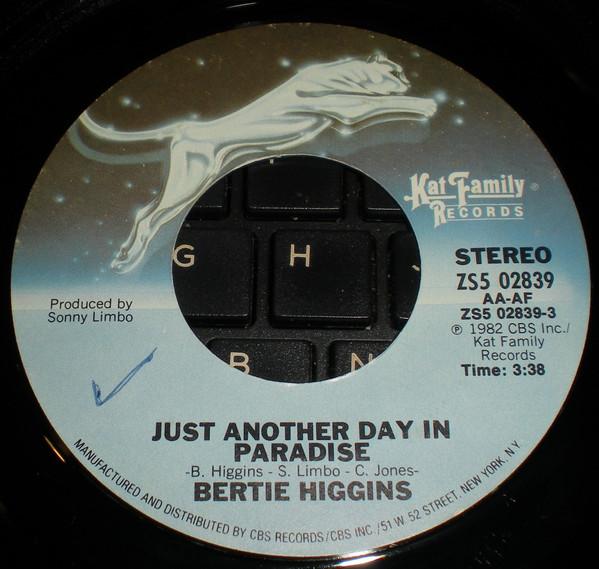 Kat Family®
RECORDS
STEREO
ZS5 02839
AA-AF
ZS5 02839-3
℗ 1982 CBS Inc./
Kat Family
Records
Time: 3:38
Produced by
Sonny Limbo
G
H
B
N
JUST ANOTHER DAY IN
PARADISE
-B. Higgins - S. Limbo - C. Jones-
BERTIE HIGGINS
MANUFACTURED AND DISTRIBUTED BY CBS RECORDS/CBS INC./51 W. 52 STREET, NEW YORK, N.Y.